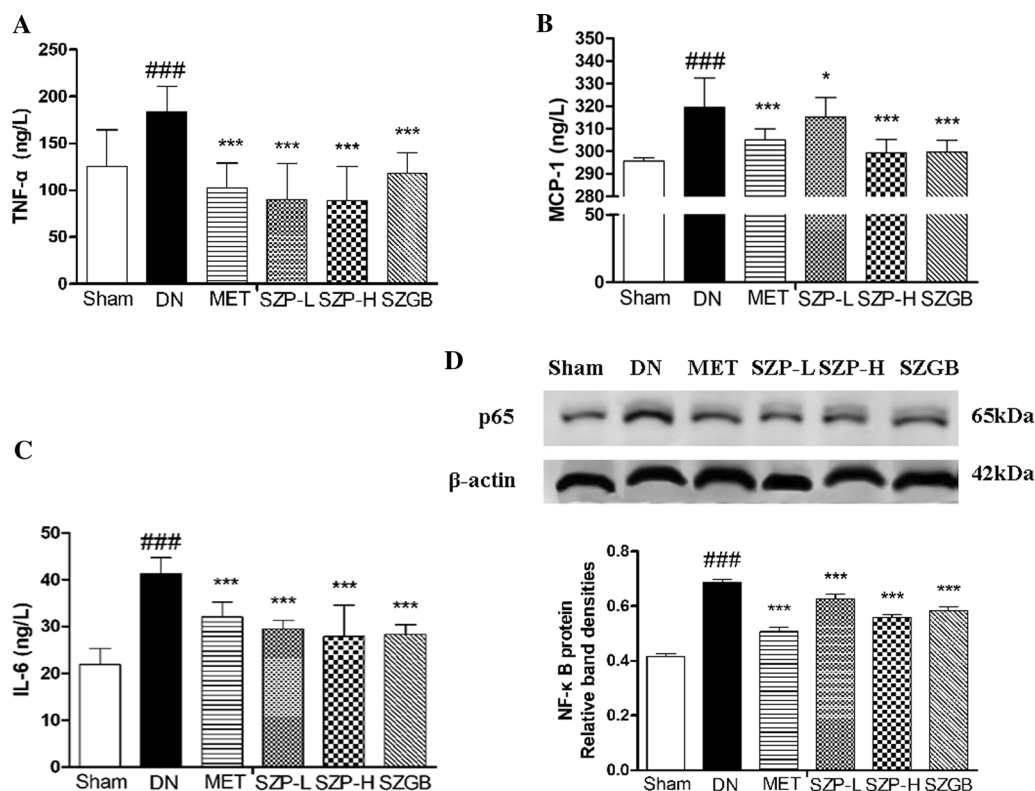 A
TNF-α (ng/L)
250
200
150
100
50
0
###
***
***
***
***
Sham DN MET SZP-L SZP-H SZGB
B
MCP-1 (ng/L)
350
340
330
320
310
300
290
280
50
0
###
***
*
***
***
Sham DN MET SZP-L SZP-H SZGB
C
IL-6 (ng/L)
50
40
30
20
10
0
###
***
***
***
***
Sham DN MET SZP-L SZP-H SZGB
D
Sham DN MET SZP-L SZP-H SZGB
p65 65kDa
β-actin 42kDa
NF-κ B protein
Relative band densities
0.8
0.6
0.4
0.2
0.0
###
***
***
***
***
Sham DN MET SZP-L SZP-H SZGB